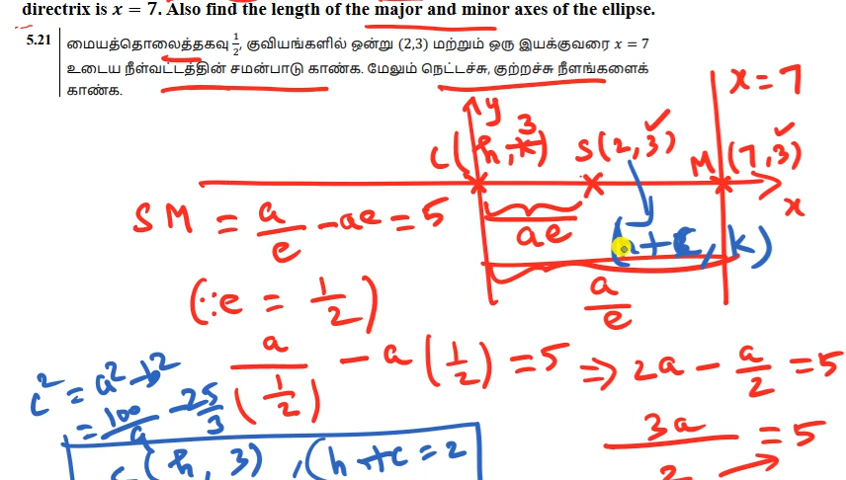 directrix is x = 7. Also find the length of the major and minor axes of the ellipse.
5.21 மையத்தொலைத்தகவு 1/2, குவியங்களில் ஒன்று (2,3) மற்றும் ஒரு இயக்குவரை x = 7
உடைய நீள்வட்டத்தின் சமன்பாடு காண்க. மேலும் நெட்டச்சு, குற்றச்சு நீளங்களைக்
காண்க.
x = 7
y
3
C(h, k) S(2, 3) M(7, 3)
x
SM = a/e - ae = 5
ae
(h+c, k)
a/e
(∵ e = 1/2)
a/(1/2) - a(1/2) = 5 ⇒ 2a - a/2 = 5
c² = a² - b²
= 100/9 - 25/3
3a/2 = 5
C(h, 3), (h+c = 2